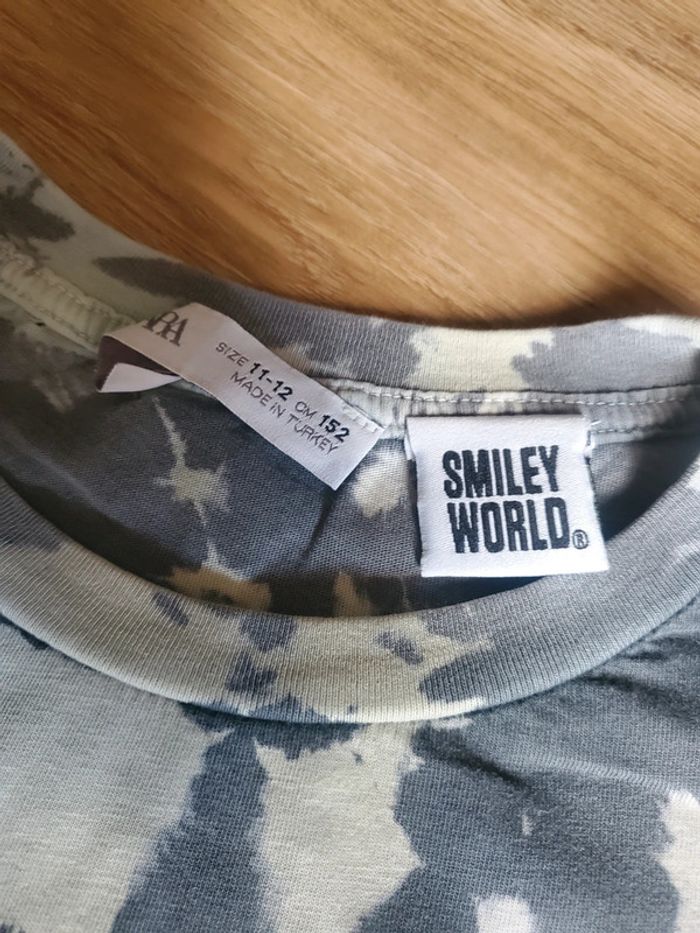 SIZE 11-12 CM 152
MADE IN TURKEY
SMILEY
WORLD®